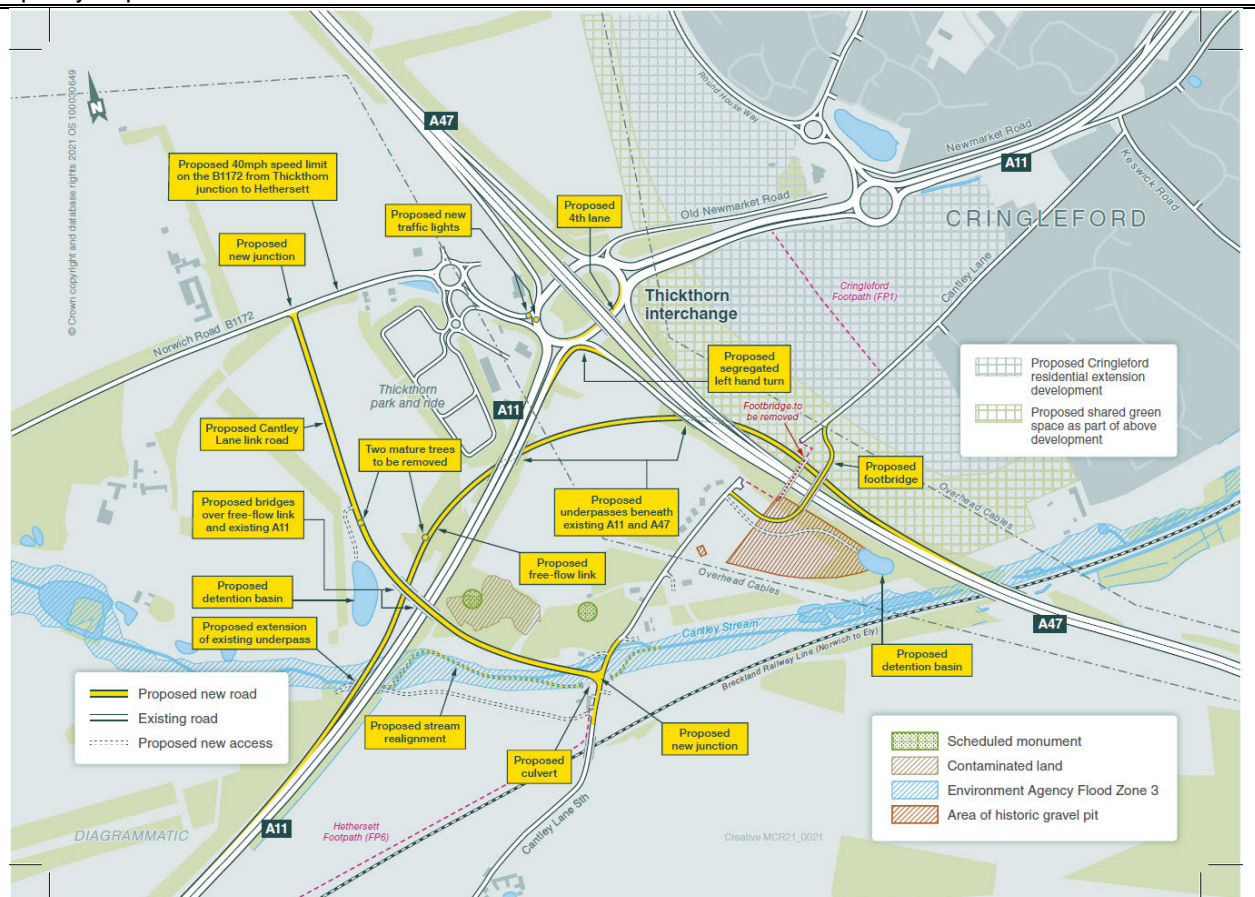 © Crown copyright and database rights 2021 OS 100030649
N
A47
Round House Way
Newmarket Road
A11
Keswick Road
Proposed 40mph speed limit
on the B1172 from Thickthorn
junction to Hethersett
Proposed new
traffic lights
Proposed
4th lane
Old Newmarket Road
CRINGLEFORD
Proposed
new junction
Cantley Lane
Cringleford
Footpath (FP1)
Thickthorn
interchange
Norwich Road B1172
Proposed
segregated
left hand turn
Proposed Cringleford
residential extension
development
Proposed shared green
space as part of above
development
Thickthorn
park and ride
A11
Footbridge to
be removed
Proposed Cantley
Lane link road
Two mature trees
to be removed
Proposed
footbridge
Proposed bridges
over free-flow link
and existing A11
Proposed
underpasses beneath
existing A11 and A47
Overhead Cables
Proposed
free-flow link
Proposed
detention basin
Overhead Cables
Proposed extension
of existing underpass
Cantley Stream
A47
Breckland Railway Line (Norwich to Ely)
Proposed
detention basin
Proposed new road
Existing road
Proposed new access
Proposed stream
realignment
Proposed
culvert
Proposed
new junction
Scheduled monument
Contaminated land
Environment Agency Flood Zone 3
Area of historic gravel pit
DIAGRAMMATIC
A11
Hethersett
Footpath (FP6)
Cantley Lane Sth
Creative MCR21_0021